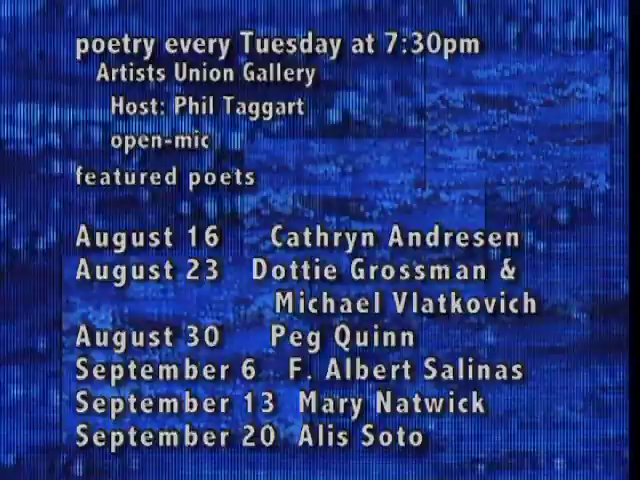 poetry every Tuesday at 7:30pm
Artists Union Gallery
Host: Phil Taggart
open-mic
featured poets
August 16 Cathryn Andresen
August 23 Dottie Grossman &
Michael Vlatkovich
August 30 Peg Quinn
September 6 F. Albert Salinas
September 13 Mary Natwick
September 20 Alis Soto